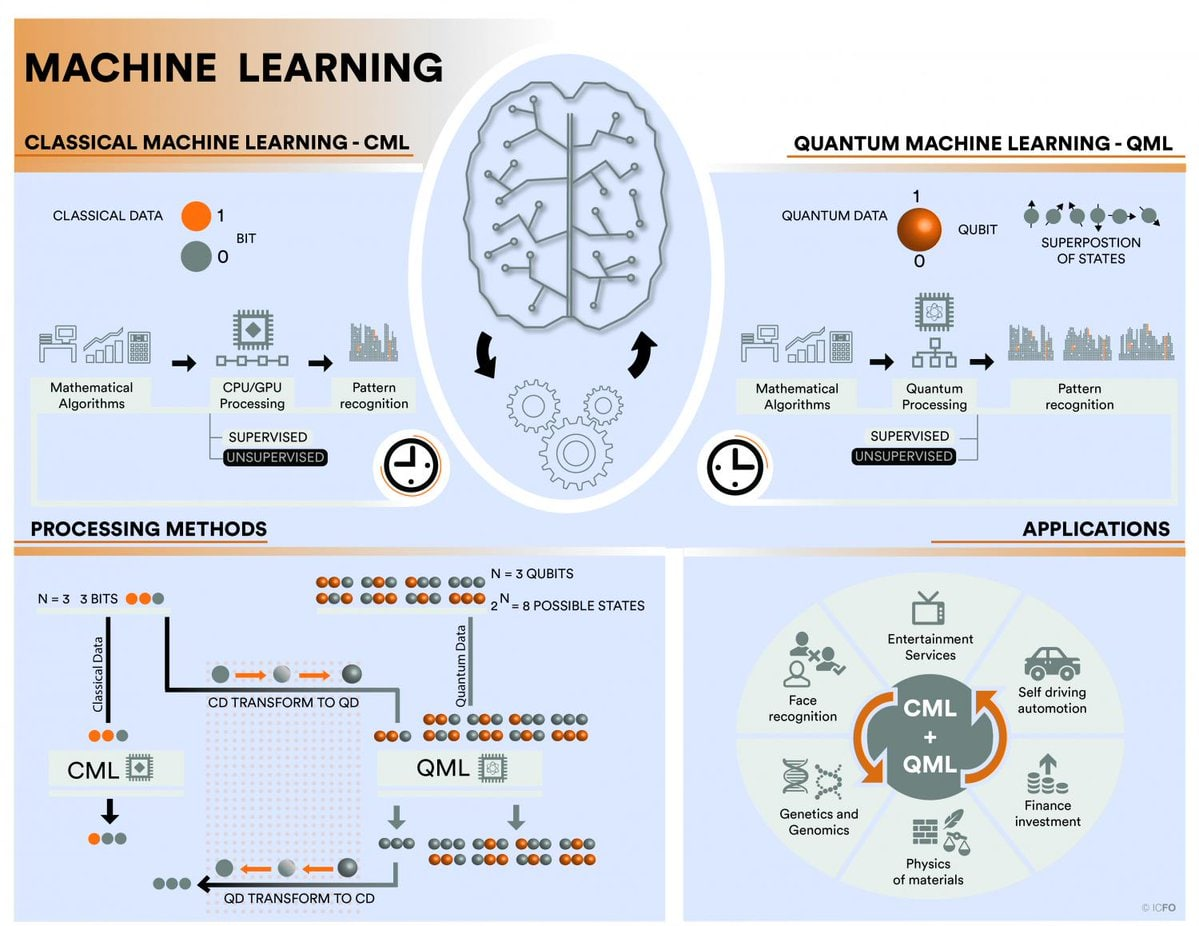 MACHINE LEARNING
CLASSICAL MACHINE LEARNING - CML
CLASSICAL DATA
1
BIT
0
Mathematical
Algorithms
CPU/GPU
Processing
Pattern
recognition
SUPERVISED
UNSUPERVISED
QUANTUM MACHINE LEARNING - QML
QUANTUM DATA
1
QUBIT
0
SUPERPOSTION
OF STATES
Mathematical
Algorithms
Quantum
Processing
Pattern
recognition
SUPERVISED
UNSUPERVISED
PROCESSING METHODS
N = 3 3 BITS
N = 3 QUBITS
2^N = 8 POSSIBLE STATES
Classical Data
Quantum Data
CD TRANSFORM TO QD
CML
QML
QD TRANSFORM TO CD
APPLICATIONS
Entertainment
Services
Self driving
automation
Finance
investment
Physics
of materials
Genetics and
Genomics
Face
recognition
CML
+
QML
© ICFO